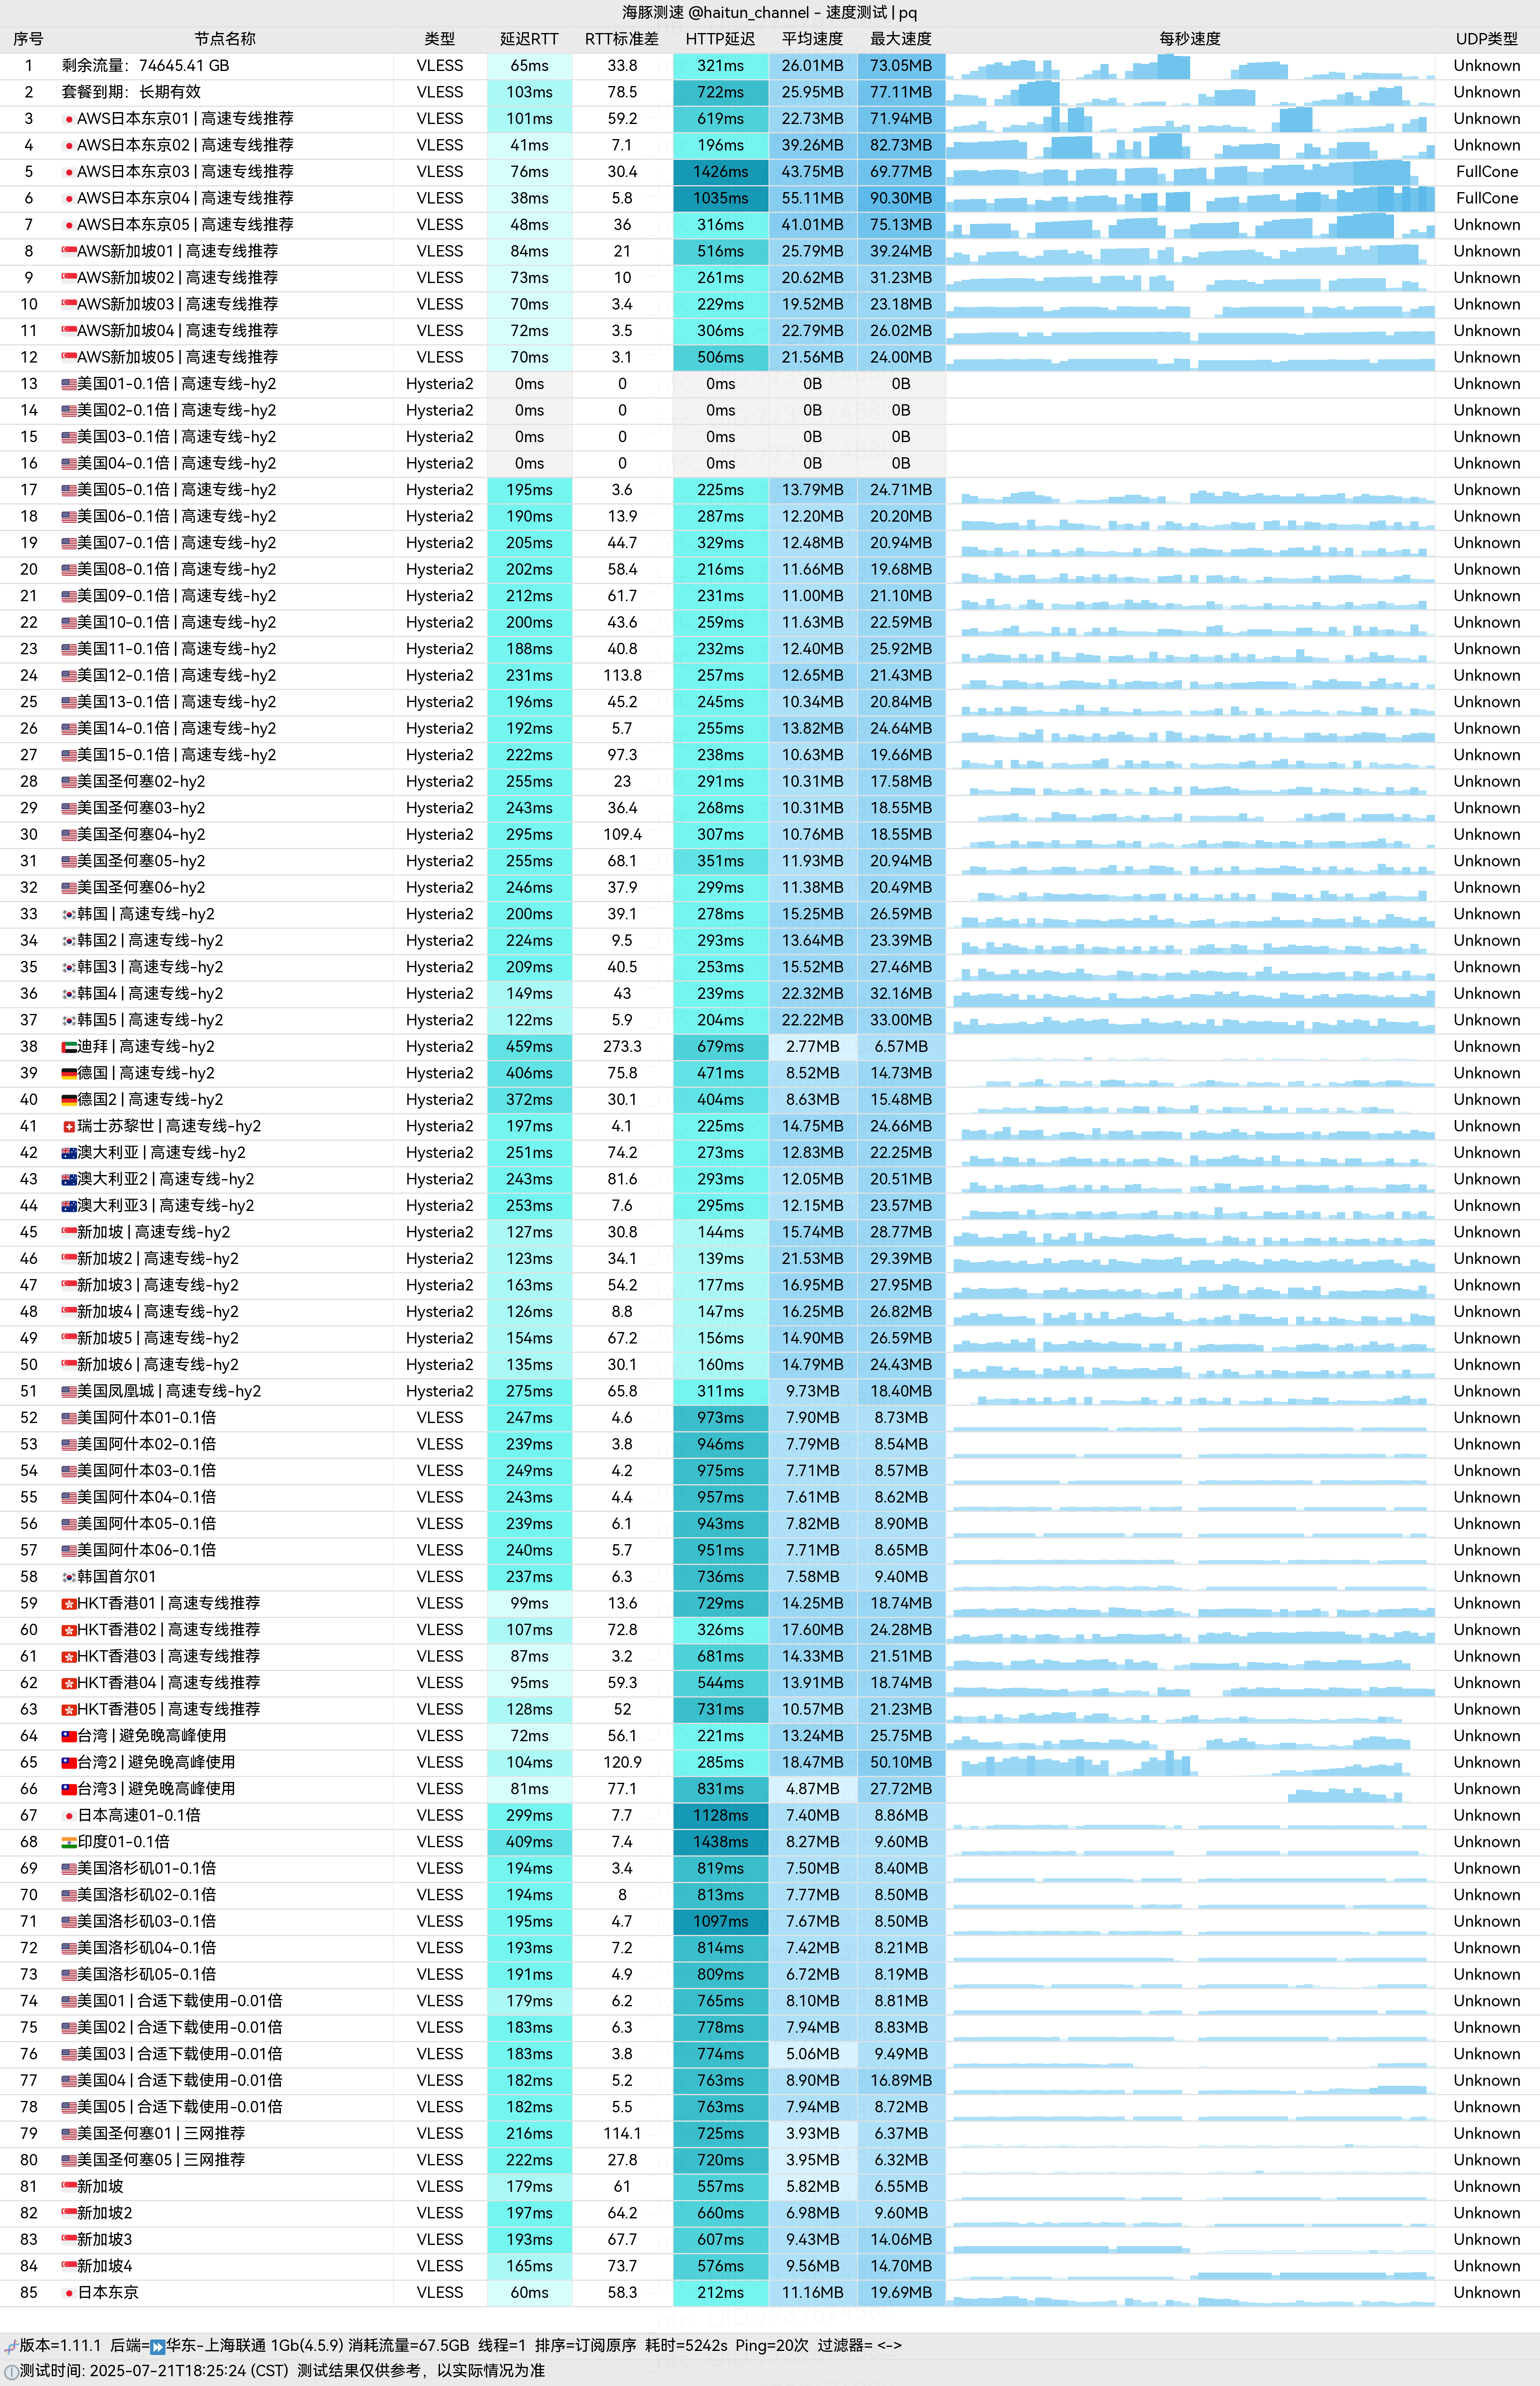 海豚测速 @haitun_channel - 速度测试 | pq
序号 节点名称 类型 延迟RTT RTT标准差 HTTP延迟 平均速度 最大速度 每秒速度 UDP类型
1 剩余流量：74645.41 GB VLESS 65ms 33.8 321ms 26.01MB 73.05MB Unknown
2 套餐到期：长期有效 VLESS 103ms 78.5 722ms 25.95MB 77.11MB Unknown
3 AWS日本东京01 | 高速专线推荐 VLESS 101ms 59.2 619ms 22.73MB 71.94MB Unknown
4 AWS日本东京02 | 高速专线推荐 VLESS 41ms 7.1 196ms 39.26MB 82.73MB Unknown
5 AWS日本东京03 | 高速专线推荐 VLESS 76ms 30.4 1426ms 43.75MB 69.77MB FullCone
6 AWS日本东京04 | 高速专线推荐 VLESS 38ms 5.8 1035ms 55.11MB 90.30MB FullCone
7 AWS日本东京05 | 高速专线推荐 VLESS 48ms 36 316ms 41.01MB 75.13MB Unknown
8 AWS新加坡01 | 高速专线推荐 VLESS 84ms 21 516ms 25.79MB 39.24MB Unknown
9 AWS新加坡02 | 高速专线推荐 VLESS 73ms 10 261ms 20.62MB 31.23MB Unknown
10 AWS新加坡03 | 高速专线推荐 VLESS 70ms 3.4 229ms 19.52MB 23.18MB Unknown
11 AWS新加坡04 | 高速专线推荐 VLESS 72ms 3.5 306ms 22.79MB 26.02MB Unknown
12 AWS新加坡05 | 高速专线推荐 VLESS 70ms 3.1 506ms 21.56MB 24.00MB Unknown
13 美国01-0.1倍 | 高速专线-hy2 Hysteria2 0ms 0 0ms 0B 0B Unknown
14 美国02-0.1倍 | 高速专线-hy2 Hysteria2 0ms 0 0ms 0B 0B Unknown
15 美国03-0.1倍 | 高速专线-hy2 Hysteria2 0ms 0 0ms 0B 0B Unknown
16 美国04-0.1倍 | 高速专线-hy2 Hysteria2 0ms 0 0ms 0B 0B Unknown
17 美国05-0.1倍 | 高速专线-hy2 Hysteria2 195ms 3.6 225ms 13.79MB 24.71MB Unknown
18 美国06-0.1倍 | 高速专线-hy2 Hysteria2 190ms 13.9 287ms 12.20MB 20.20MB Unknown
19 美国07-0.1倍 | 高速专线-hy2 Hysteria2 205ms 44.7 329ms 12.48MB 20.94MB Unknown
20 美国08-0.1倍 | 高速专线-hy2 Hysteria2 202ms 58.4 216ms 11.66MB 19.68MB Unknown
21 美国09-0.1倍 | 高速专线-hy2 Hysteria2 212ms 61.7 231ms 11.00MB 21.10MB Unknown
22 美国10-0.1倍 | 高速专线-hy2 Hysteria2 200ms 43.6 259ms 11.63MB 22.59MB Unknown
23 美国11-0.1倍 | 高速专线-hy2 Hysteria2 188ms 40.8 232ms 12.40MB 25.92MB Unknown
24 美国12-0.1倍 | 高速专线-hy2 Hysteria2 231ms 113.8 257ms 12.65MB 21.43MB Unknown
25 美国13-0.1倍 | 高速专线-hy2 Hysteria2 196ms 45.2 245ms 10.34MB 20.84MB Unknown
26 美国14-0.1倍 | 高速专线-hy2 Hysteria2 192ms 5.7 255ms 13.82MB 24.64MB Unknown
27 美国15-0.1倍 | 高速专线-hy2 Hysteria2 222ms 97.3 238ms 10.63MB 19.66MB Unknown
28 美国圣何塞02-hy2 Hysteria2 255ms 23 291ms 10.31MB 17.58MB Unknown
29 美国圣何塞03-hy2 Hysteria2 243ms 36.4 268ms 10.31MB 18.55MB Unknown
30 美国圣何塞04-hy2 Hysteria2 295ms 109.4 307ms 10.76MB 18.55MB Unknown
31 美国圣何塞05-hy2 Hysteria2 255ms 68.1 351ms 11.93MB 20.94MB Unknown
32 美国圣何塞06-hy2 Hysteria2 246ms 37.9 299ms 11.38MB 20.49MB Unknown
33 韩国 | 高速专线-hy2 Hysteria2 200ms 39.1 278ms 15.25MB 26.59MB Unknown
34 韩国2 | 高速专线-hy2 Hysteria2 224ms 9.5 293ms 13.64MB 23.39MB Unknown
35 韩国3 | 高速专线-hy2 Hysteria2 209ms 40.5 253ms 15.52MB 27.46MB Unknown
36 韩国4 | 高速专线-hy2 Hysteria2 149ms 43 239ms 22.32MB 32.16MB Unknown
37 韩国5 | 高速专线-hy2 Hysteria2 122ms 5.9 204ms 22.22MB 33.00MB Unknown
38 迪拜 | 高速专线-hy2 Hysteria2 459ms 273.3 679ms 2.77MB 6.57MB Unknown
39 德国 | 高速专线-hy2 Hysteria2 406ms 75.8 471ms 8.52MB 14.73MB Unknown
40 德国2 | 高速专线-hy2 Hysteria2 372ms 30.1 404ms 8.63MB 15.48MB Unknown
41 瑞士苏黎世 | 高速专线-hy2 Hysteria2 197ms 4.1 225ms 14.75MB 24.66MB Unknown
42 澳大利亚 | 高速专线-hy2 Hysteria2 251ms 74.2 273ms 12.83MB 22.25MB Unknown
43 澳大利亚2 | 高速专线-hy2 Hysteria2 243ms 81.6 293ms 12.05MB 20.51MB Unknown
44 澳大利亚3 | 高速专线-hy2 Hysteria2 253ms 7.6 295ms 12.15MB 23.57MB Unknown
45 新加坡 | 高速专线-hy2 Hysteria2 127ms 30.8 144ms 15.74MB 28.77MB Unknown
46 新加坡2 | 高速专线-hy2 Hysteria2 123ms 34.1 139ms 21.53MB 29.39MB Unknown
47 新加坡3 | 高速专线-hy2 Hysteria2 163ms 54.2 177ms 16.95MB 27.95MB Unknown
48 新加坡4 | 高速专线-hy2 Hysteria2 126ms 8.8 147ms 16.25MB 26.82MB Unknown
49 新加坡5 | 高速专线-hy2 Hysteria2 154ms 67.2 156ms 14.90MB 26.59MB Unknown
50 新加坡6 | 高速专线-hy2 Hysteria2 135ms 30.1 160ms 14.79MB 24.43MB Unknown
51 美国凤凰城 | 高速专线-hy2 Hysteria2 275ms 65.8 311ms 9.73MB 18.40MB Unknown
52 美国阿什本01-0.1倍 VLESS 247ms 4.6 973ms 7.90MB 8.73MB Unknown
53 美国阿什本02-0.1倍 VLESS 239ms 3.8 946ms 7.79MB 8.54MB Unknown
54 美国阿什本03-0.1倍 VLESS 249ms 4.2 975ms 7.71MB 8.57MB Unknown
55 美国阿什本04-0.1倍 VLESS 243ms 4.4 957ms 7.61MB 8.62MB Unknown
56 美国阿什本05-0.1倍 VLESS 239ms 6.1 943ms 7.82MB 8.90MB Unknown
57 美国阿什本06-0.1倍 VLESS 240ms 5.7 951ms 7.71MB 8.65MB Unknown
58 韩国首尔01 VLESS 237ms 6.3 736ms 7.58MB 9.40MB Unknown
59 HKT香港01 | 高速专线推荐 VLESS 99ms 13.6 729ms 14.25MB 18.74MB Unknown
60 HKT香港02 | 高速专线推荐 VLESS 107ms 72.8 326ms 17.60MB 24.28MB Unknown
61 HKT香港03 | 高速专线推荐 VLESS 87ms 3.2 681ms 14.33MB 21.51MB Unknown
62 HKT香港04 | 高速专线推荐 VLESS 95ms 59.3 544ms 13.91MB 18.74MB Unknown
63 HKT香港05 | 高速专线推荐 VLESS 128ms 52 731ms 10.57MB 21.23MB Unknown
64 台湾 | 避免晚高峰使用 VLESS 72ms 56.1 221ms 13.24MB 25.75MB Unknown
65 台湾2 | 避免晚高峰使用 VLESS 104ms 120.9 285ms 18.47MB 50.10MB Unknown
66 台湾3 | 避免晚高峰使用 VLESS 81ms 77.1 831ms 4.87MB 27.72MB Unknown
67 日本高速01-0.1倍 VLESS 299ms 7.7 1128ms 7.40MB 8.86MB Unknown
68 印度01-0.1倍 VLESS 409ms 7.4 1438ms 8.27MB 9.60MB Unknown
69 美国洛杉矶01-0.1倍 VLESS 194ms 3.4 819ms 7.50MB 8.40MB Unknown
70 美国洛杉矶02-0.1倍 VLESS 194ms 8 813ms 7.77MB 8.50MB Unknown
71 美国洛杉矶03-0.1倍 VLESS 195ms 4.7 1097ms 7.67MB 8.50MB Unknown
72 美国洛杉矶04-0.1倍 VLESS 193ms 7.2 814ms 7.42MB 8.21MB Unknown
73 美国洛杉矶05-0.1倍 VLESS 191ms 4.9 809ms 6.72MB 8.19MB Unknown
74 美国01 | 合适下载使用-0.01倍 VLESS 179ms 6.2 765ms 8.10MB 8.81MB Unknown
75 美国02 | 合适下载使用-0.01倍 VLESS 183ms 6.3 778ms 7.94MB 8.83MB Unknown
76 美国03 | 合适下载使用-0.01倍 VLESS 183ms 3.8 774ms 5.06MB 9.49MB Unknown
77 美国04 | 合适下载使用-0.01倍 VLESS 182ms 5.2 763ms 8.90MB 16.89MB Unknown
78 美国05 | 合适下载使用-0.01倍 VLESS 182ms 5.5 763ms 7.94MB 8.72MB Unknown
79 美国圣何塞01 | 三网推荐 VLESS 216ms 114.1 725ms 3.93MB 6.37MB Unknown
80 美国圣何塞05 | 三网推荐 VLESS 222ms 27.8 720ms 3.95MB 6.32MB Unknown
81 新加坡 VLESS 179ms 61 557ms 5.82MB 6.55MB Unknown
82 新加坡2 VLESS 197ms 64.2 660ms 6.98MB 9.60MB Unknown
83 新加坡3 VLESS 193ms 67.7 607ms 9.43MB 14.06MB Unknown
84 新加坡4 VLESS 165ms 73.7 576ms 9.56MB 14.70MB Unknown
85 日本东京 VLESS 60ms 58.3 212ms 11.16MB 19.69MB Unknown
版本=1.11.1 后端=⏩华东-上海联通 1Gb(4.5.9) 消耗流量=67.5GB 线程=1 排序=订阅原序 耗时=5242s Ping=20次 过滤器= <->
测试时间: 2025-07-21T18:25:24 (CST) 测试结果仅供参考，以实际情况为准